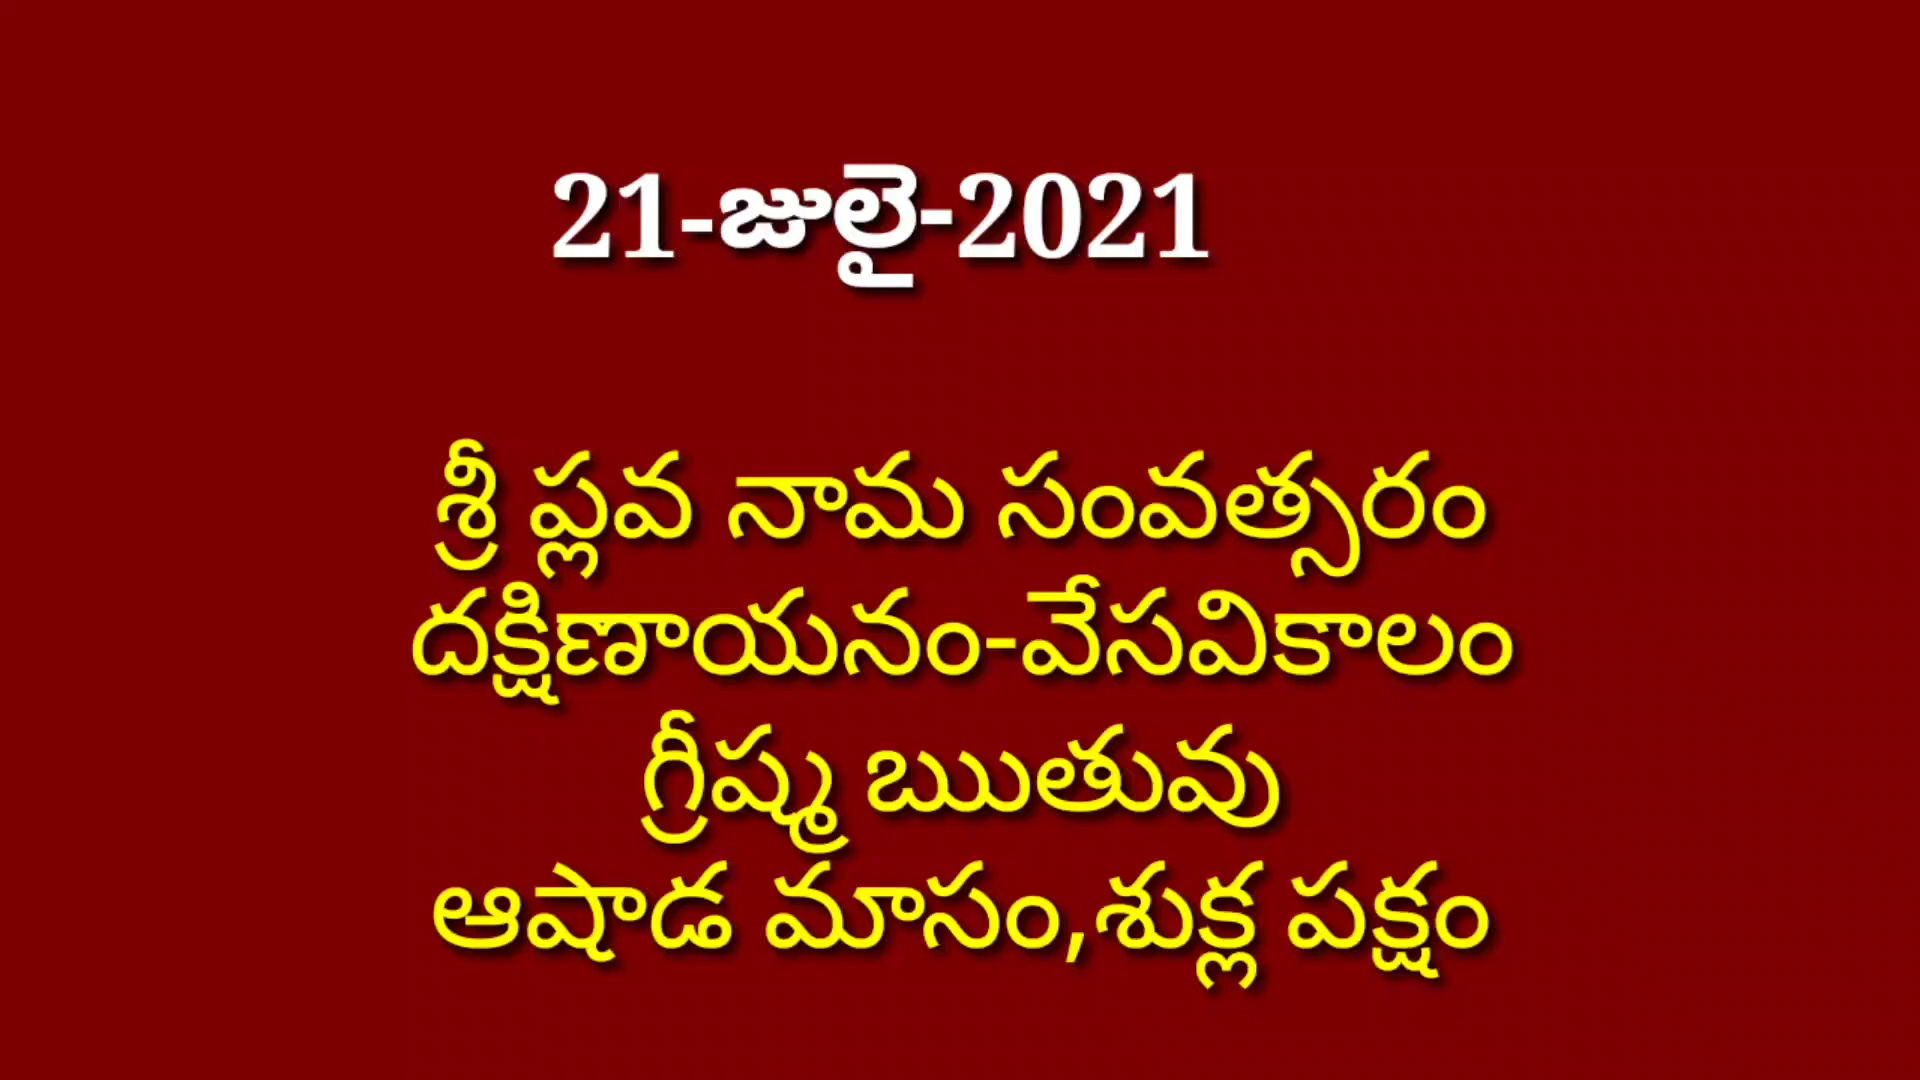 21-జులై-2021
శ్రీ ప్లవ నామ సంవత్సరం
దక్షిణాయనం-వేసవికాలం
గ్రీష్మ ఋతువు
ఆషాడ మాసం,శుక్ల పక్షం